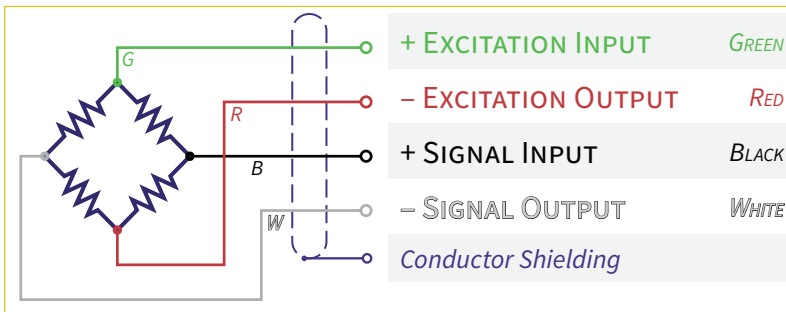 G
+ Excitation Input Green
R
– Excitation Output Red
B
+ Signal Input Black
W
– Signal Output White
Conductor Shielding